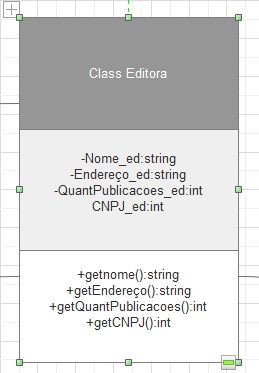 Class Editora
-Nome_ed:string
-Endereço_ed:string
-QuantPublicacoes_ed:int
CNPJ_ed:int
+getnome():string
+getEndereço():string
+getQuantPublicacoes():int
+getCNPJ():int